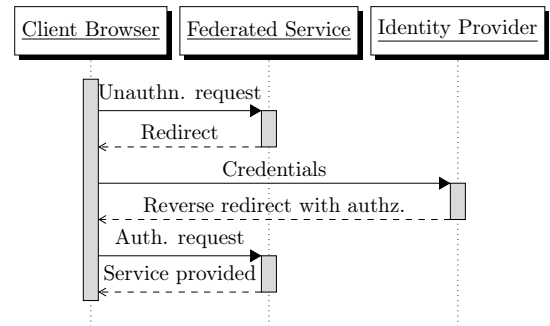 Client Browser
Federated Service
Identity Provider
Unauthn. request
Redirect
Credentials
Reverse redirect with authz.
Auth. request
Service provided